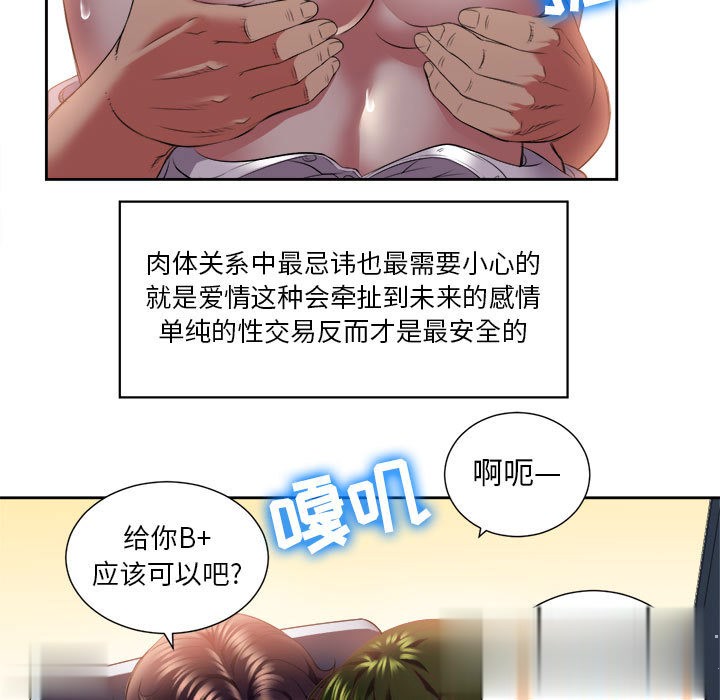 肉体关系中最忌讳也最需要小心的
就是爱情这种会牵扯到未来的感情
单纯的性交易反而才是最安全的
啊呃—
嘎叽
给你B+
应该可以吧?